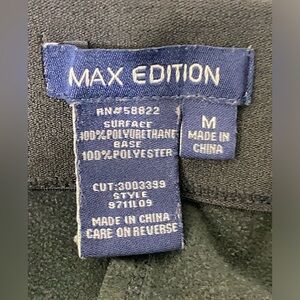 MAX EDITION
RN#58822
SURFACE
100%POLYURETHANE
BASE
100%POLYESTER
M
MADE IN
CHINA
CUT:3003399
STYLE
9711L09
MADE IN CHINA
CARE ON REVERSE